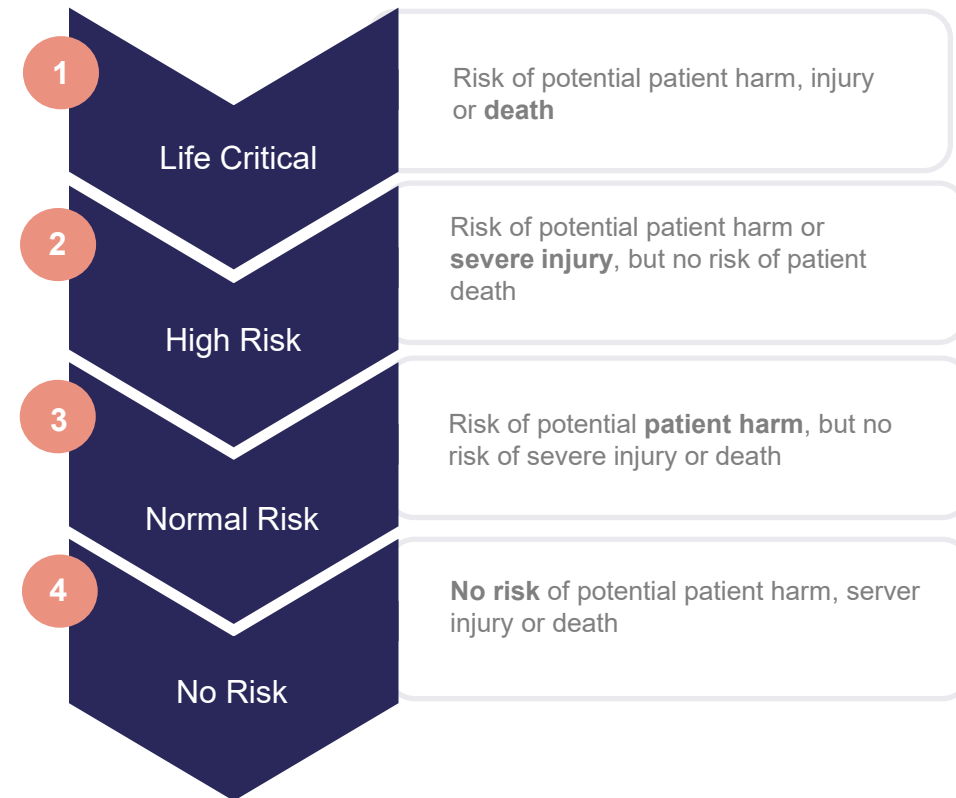 1
Life Critical
Risk of potential patient harm, injury
or death
2
High Risk
Risk of potential patient harm or
severe injury, but no risk of patient
death
3
Normal Risk
Risk of potential patient harm, but no
risk of severe injury or death
4
No Risk
No risk of potential patient harm, server
injury or death